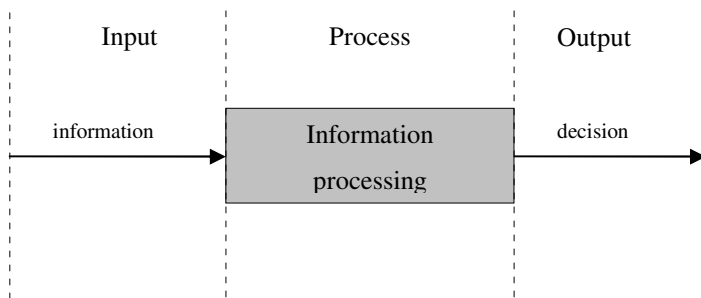 Input Process Output
information
Information
processing
decision